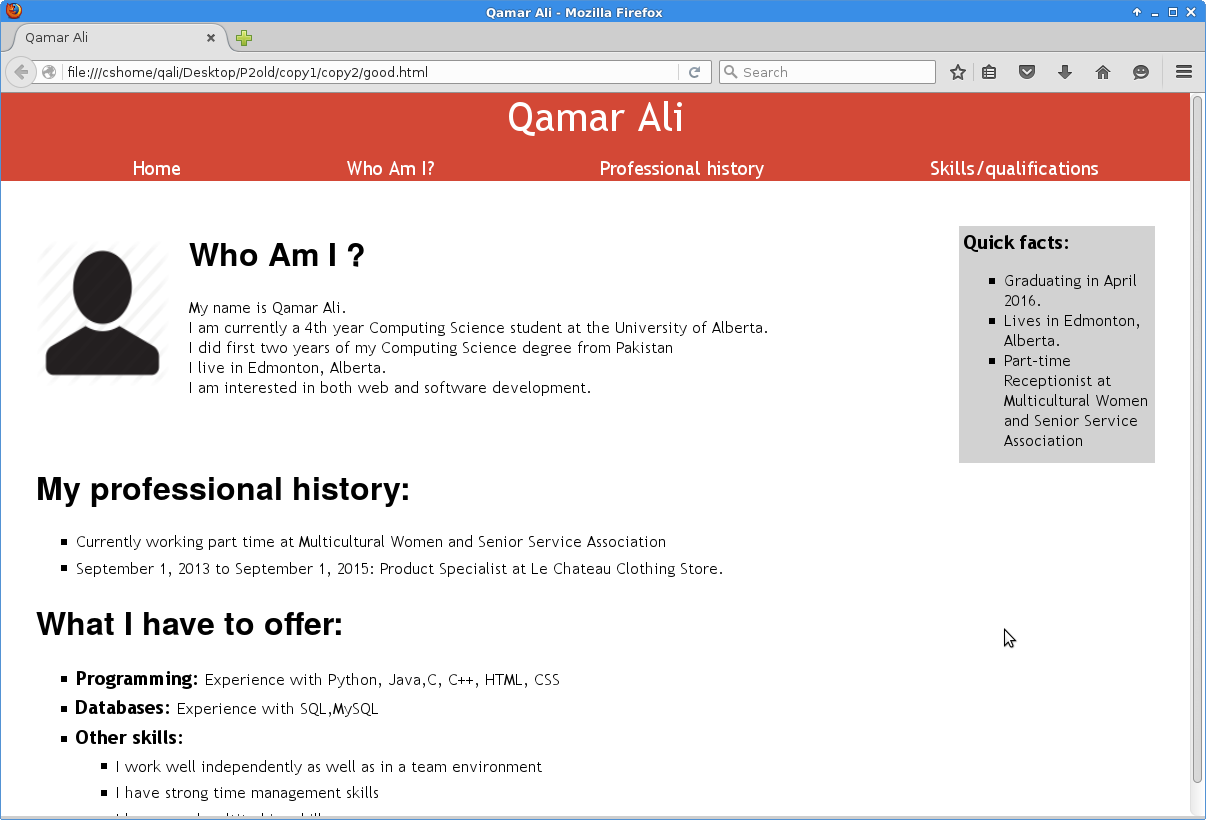 Qamar Ali - Mozilla Firefox
Qamar Ali
file:///cshome/qali/Desktop/P2old/copy1/copy2/good.html
Search
Qamar Ali
Home
Who Am I?
Professional history
Skills/qualifications
Who Am I ?
My name is Qamar Ali.
I am currently a 4th year Computing Science student at the University of Alberta.
I did first two years of my Computing Science degree from Pakistan
I live in Edmonton, Alberta.
I am interested in both web and software development.
Quick facts:
Graduating in April
2016.
Lives in Edmonton,
Alberta.
Part-time
Receptionist at
Multicultural Women
and Senior Service
Association
My professional history:
Currently working part time at Multicultural Women and Senior Service Association
September 1, 2013 to September 1, 2015: Product Specialist at Le Chateau Clothing Store.
What I have to offer:
Programming: Experience with Python, Java,C, C++, HTML, CSS
Databases: Experience with SQL,MySQL
Other skills:
I work well independently as well as in a team environment
I have strong time management skills